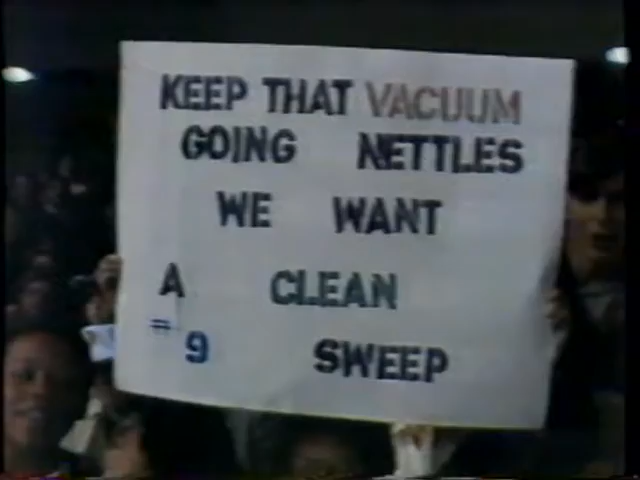 KEEP THAT VACUUM
GOING NETTLES
WE WANT
A CLEAN
#9 SWEEP